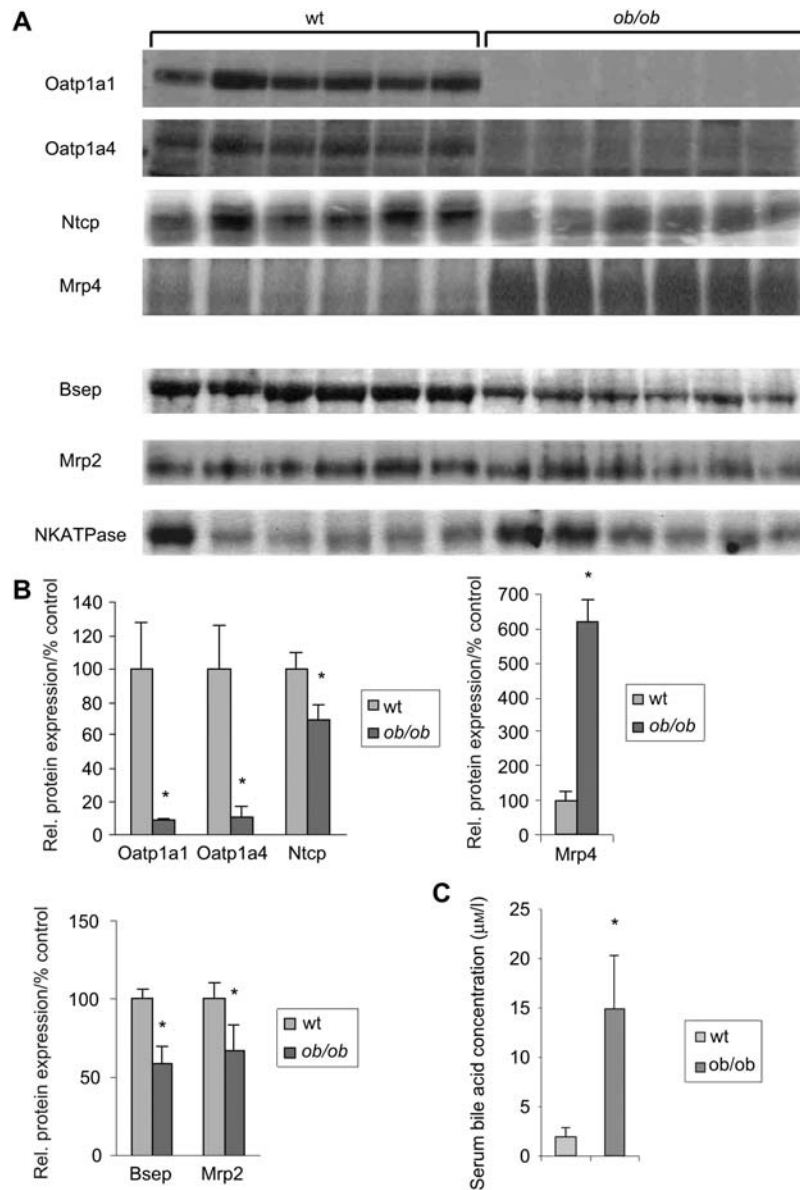 A
wt
ob/ob
Oatp1a1
Oatp1a4
Ntcp
Mrp4
Bsep
Mrp2
NKATPase
B
Rel. protein expression/% control
140
120
100
80
60
40
20
0
*
*
*
Oatp1a1
Oatp1a4
Ntcp
wt
ob/ob
Rel. protein expression/% control
700
600
500
400
300
200
100
0
*
Mrp4
wt
ob/ob
Rel. protein expression/% control
150
100
50
0
*
*
Bsep
Mrp2
wt
ob/ob
C
Serum bile acid concentration (μM/l)
25
20
15
10
5
0
*
wt
ob/ob